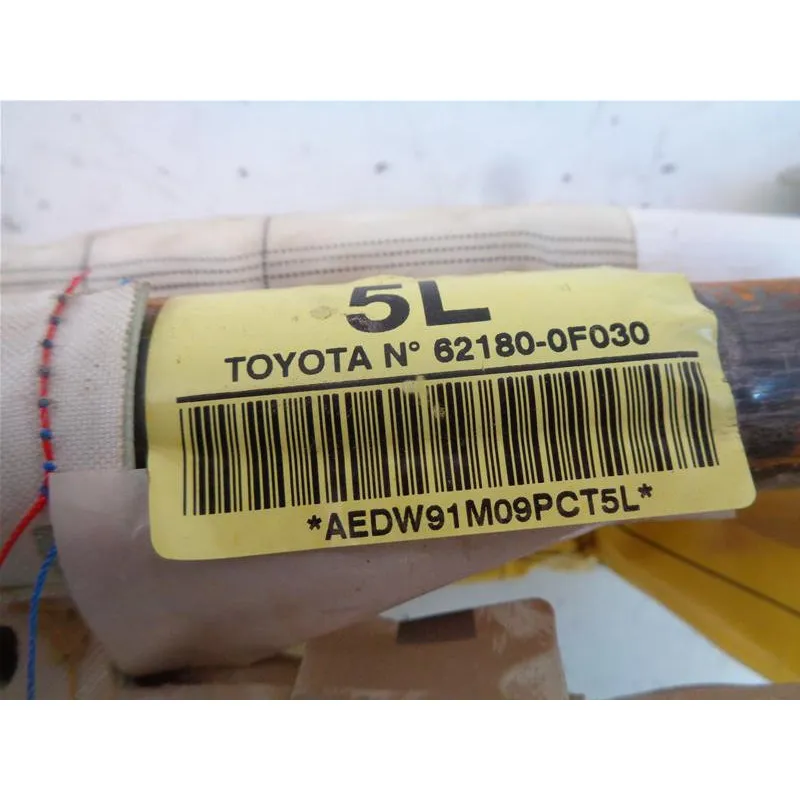 5L
TOYOTA N° 62180-0F030
*AEDW91M09PCT5L*